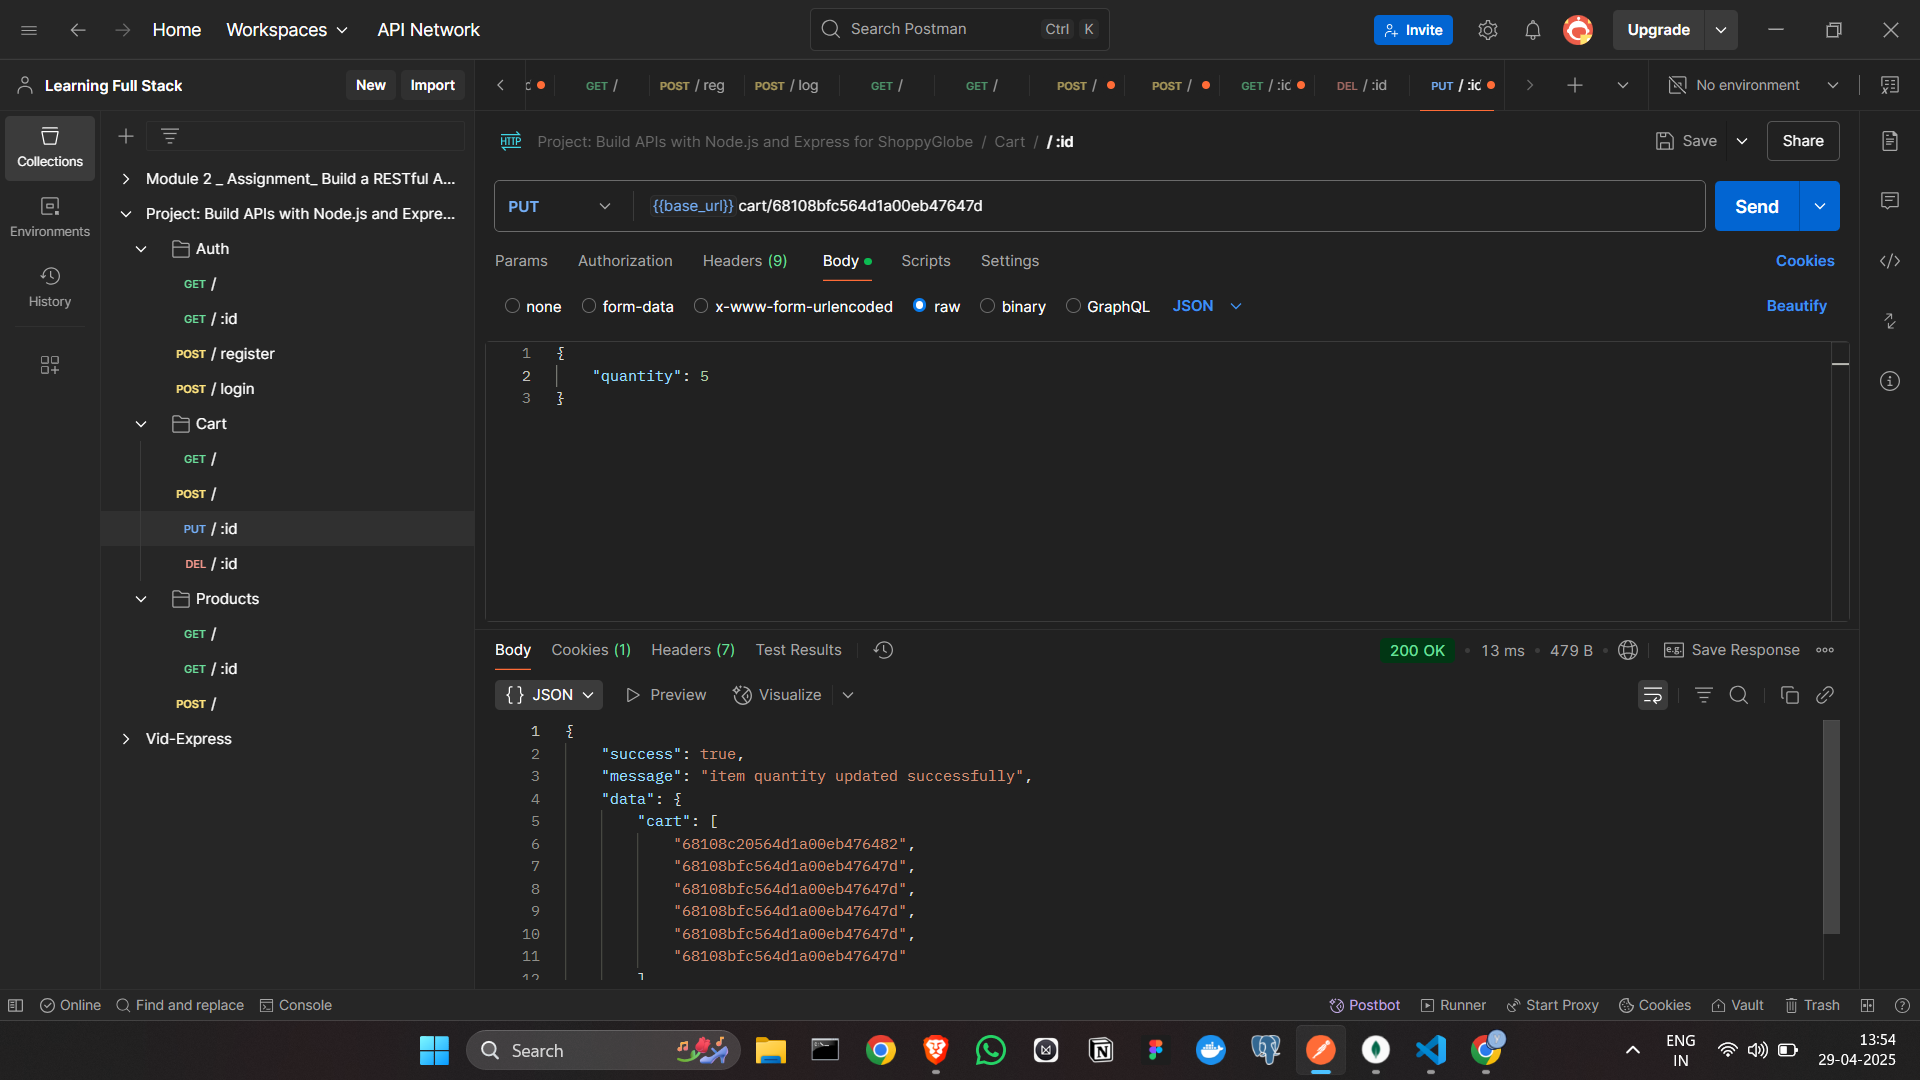 Home Workspaces API Network Search Postman Ctrl K Invite Upgrade
Learning Full Stack New Import
GET / POST / reg POST / log GET / GET / POST / POST / GET / :ic DEL / :id PUT / :ic No environment
Collections
Environments
History
Module 2 _ Assignment_ Build a RESTful A...
Project: Build APIs with Node.js and Expre...
Auth
GET /
GET / :id
POST / register
POST / login
Cart
GET /
POST /
PUT / :id
DEL / :id
Products
GET /
GET / :id
POST /
Vid-Express
HTTP Project: Build APIs with Node.js and Express for ShoppyGlobe / Cart / / :id Save Share
PUT {{base_url}} cart/68108bfc564d1a00eb47647d Send
Params Authorization Headers (9) Body Scripts Settings Cookies
none form-data x-www-form-urlencoded raw binary GraphQL JSON Beautify
1 {
2 "quantity": 5
3 }
Body Cookies (1) Headers (7) Test Results 200 OK • 13 ms • 479 B • e.g. Save Response
{} JSON Preview Visualize
1 {
2 "success": true,
3 "message": "item quantity updated successfully",
4 "data": {
5 "cart": [
6 "68108c20564d1a00eb476482",
7 "68108bfc564d1a00eb47647d",
8 "68108bfc564d1a00eb47647d",
9 "68108bfc564d1a00eb47647d",
10 "68108bfc564d1a00eb47647d",
11 "68108bfc564d1a00eb47647d"
12 ]
Online Find and replace Console Postbot Runner Start Proxy Cookies Vault Trash
Search ENG IN 13:54
29-04-2025